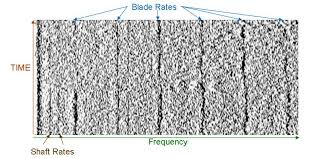 Blade Rates
TIME
Frequency
Shaft Rates